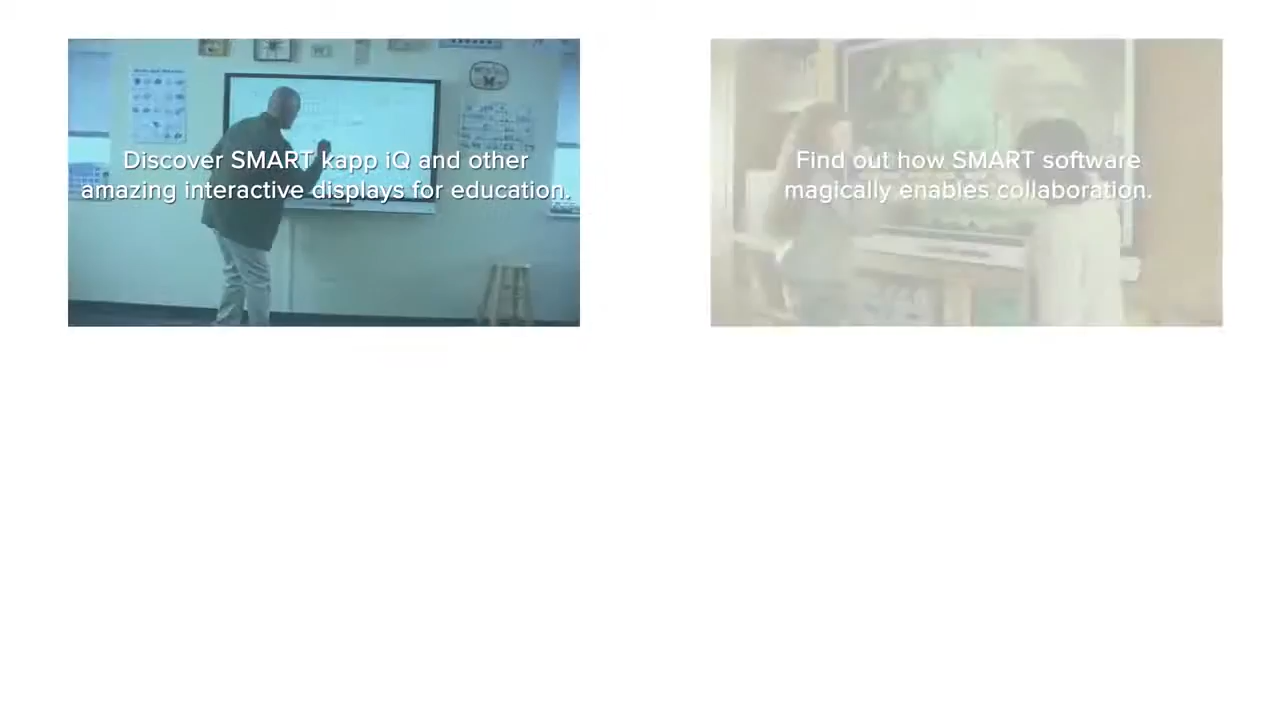 Discover SMART kapp iQ and other
amazing interactive displays for education.
Find out how SMART software
magically enables collaboration.